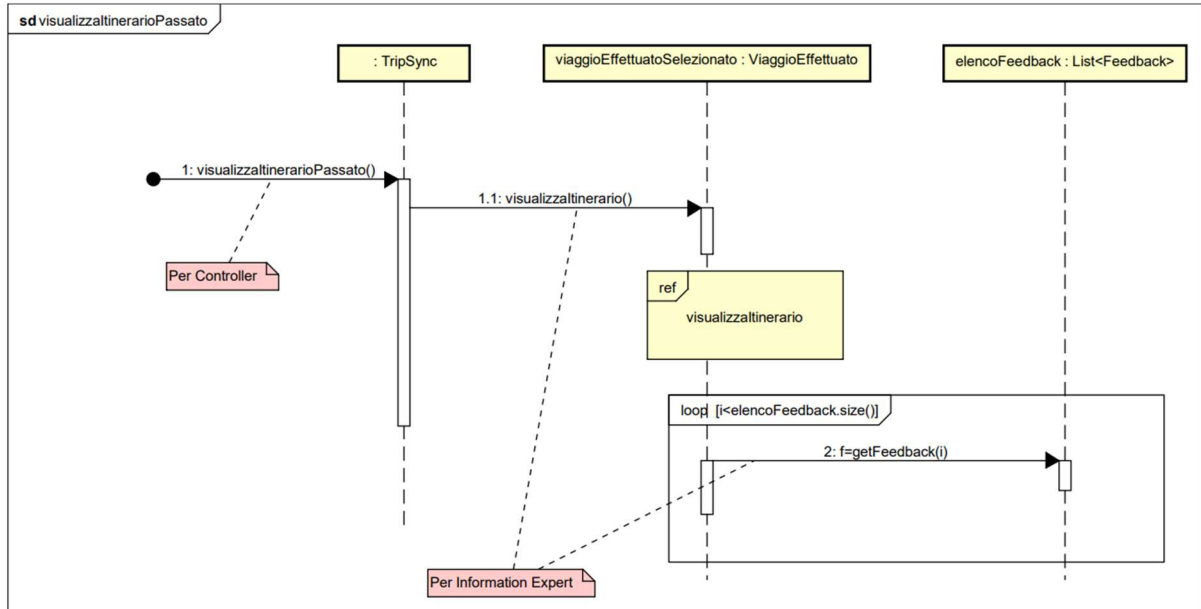 sd visualizzaItinerarioPassato
: TripSync
viaggioEffettuatoSelezionato : ViaggioEffettuato
elencoFeedback : List<Feedback>
1: visualizzaItinerarioPassato()
1.1: visualizzaItinerario()
Per Controller
ref
visualizzaItinerario
loop [i<elencoFeedback.size()]
2: f=getFeedback(i)
Per Information Expert